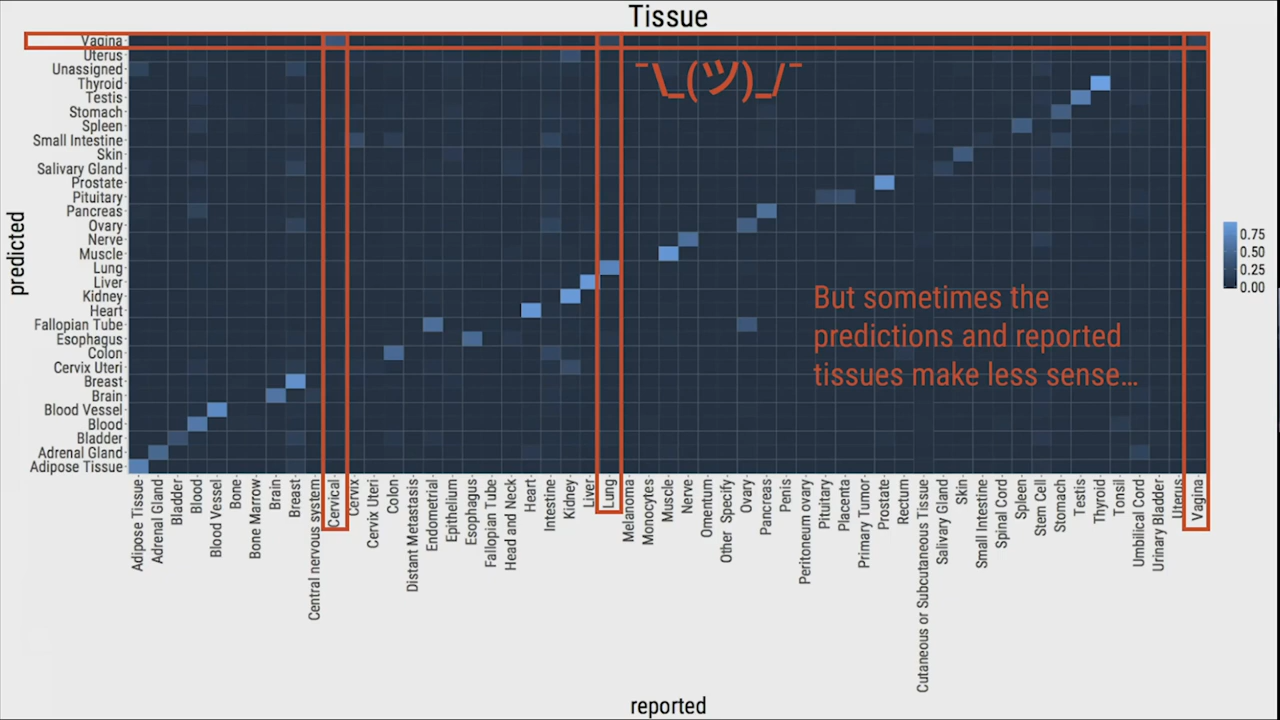 Tissue
predicted
Vagina
Uterus
Unassigned
Thyroid
Testis
Stomach
Spleen
Small Intestine
Skin
Salivary Gland
Prostate
Pituitary
Pancreas
Ovary
Nerve
Muscle
Lung
Liver
Kidney
Heart
Fallopian Tube
Esophagus
Colon
Cervix Uteri
Breast
Brain
Blood Vessel
Blood
Bladder
Adrenal Gland
Adipose Tissue
¯\_(ツ)_/¯
But sometimes the
predictions and reported
tissues make less sense…
0.75
0.50
0.25
0.00
Adipose Tissue
Adrenal Gland
Bladder
Blood
Blood Vessel
Bone
Bone Marrow
Brain
Breast
Central nervous system
Cervical
Cervix
Cervix Uteri
Colon
Distant Metastasis
Endometrial
Epithelium
Esophagus
Fallopian Tube
Head and Neck
Heart
Intestine
Kidney
Liver
Lung
Melanoma
Monocytes
Muscle
Nerve
Omentum
Other Specify
Ovary
Pancreas
Penis
Peritoneum ovary
Pituitary
Placenta
Primary Tumor
Prostate
Rectum
Cutaneous or Subcutaneous Tissue
Salivary Gland
Skin
Small Intestine
Spinal Cord
Spleen
Stem Cell
Stomach
Testis
Thyroid
Tonsil
Umbilical Cord
Urinary Bladder
Uterus
Vagina
reported